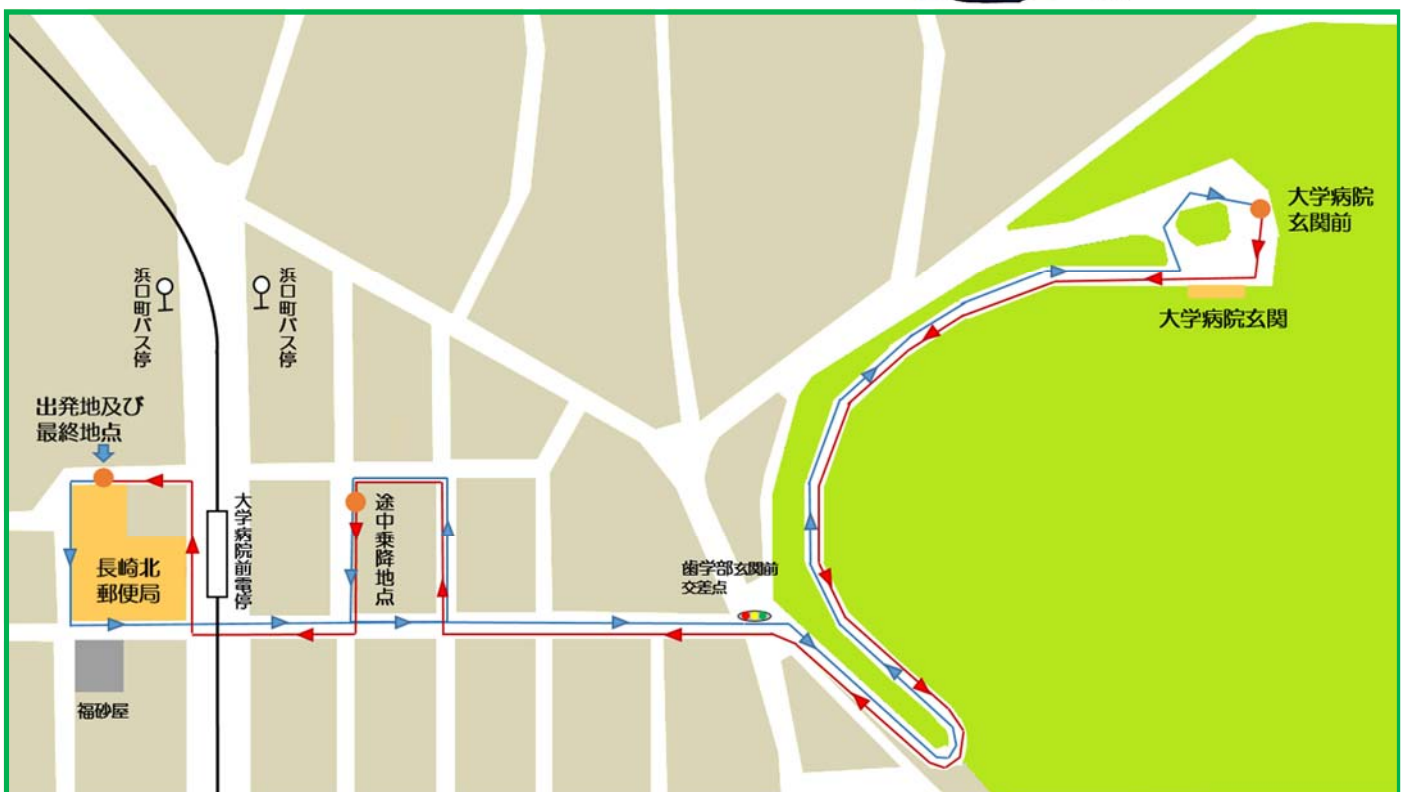 大学病院
玄関前
浜口町バス停
浜口町バス停
大学病院玄関
出発地及び
最終地点
大学病院前電停
途中乗降地点
長崎北
郵便局
歯学部玄関前
交差点
福砂屋